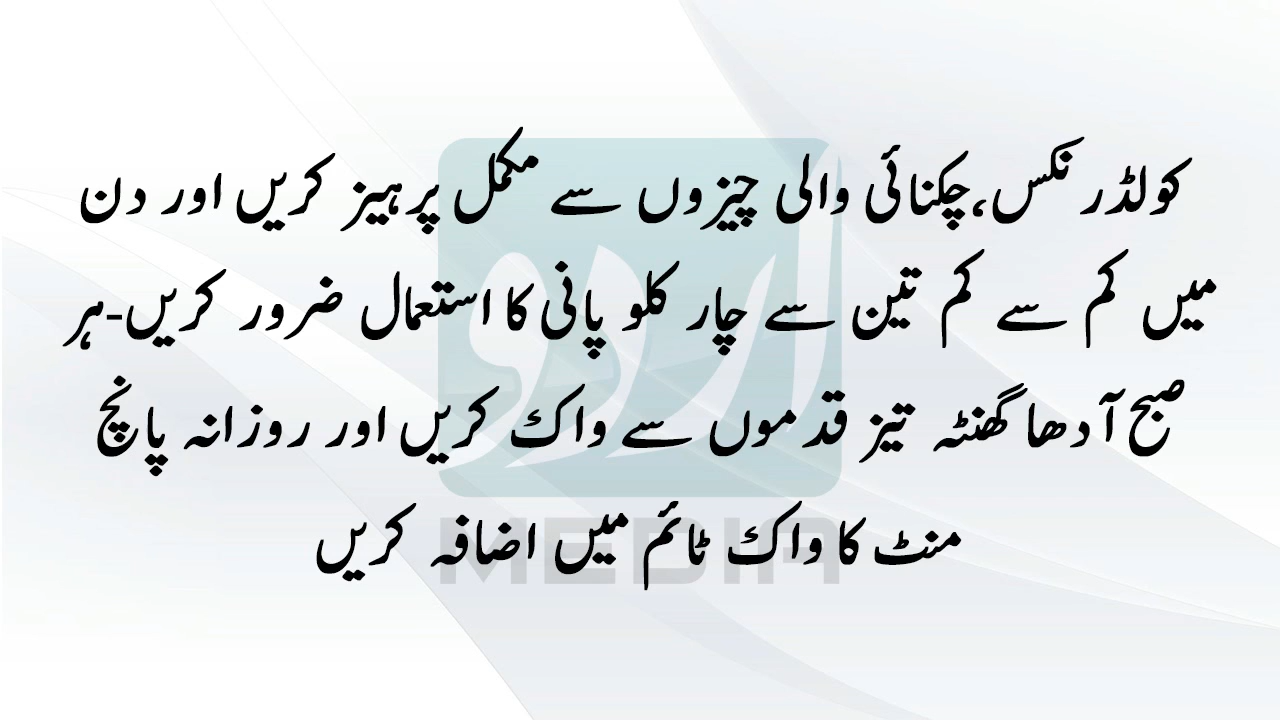 کولڈرنکس،چکنائی والی چیزوں سے مکمل پرہیز کریں اور دن
میں کم سے کم تین سے چار کلو پانی کا استعمال ضرور کریں-ہر
صبح آدھا گھنٹہ تیز قدموں سے واک کریں اور روزانہ پانچ
منٹ کا واک ٹائم میں اضافہ کریں
اردو
MEDIA